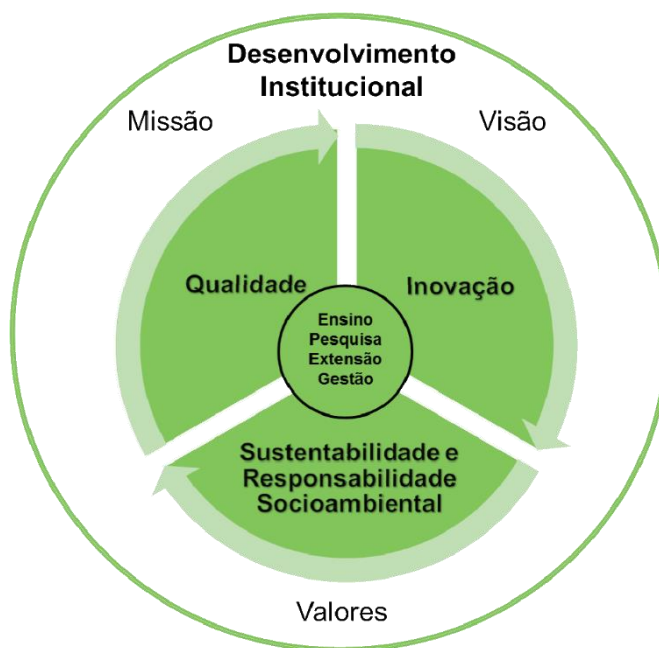 Desenvolvimento
Institucional
Missão
Visão
Qualidade
Inovação
Ensino
Pesquisa
Extensão
Gestão
Sustentabilidade e
Responsabilidade
Socioambiental
Valores